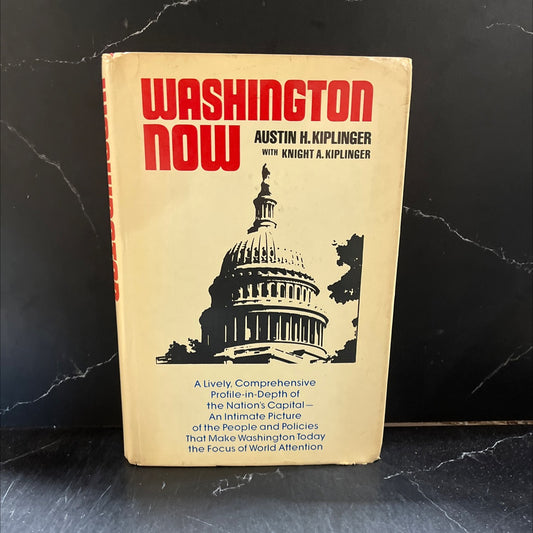 WASHINGTON
NOW
AUSTIN H. KIPLINGER
WITH KNIGHT A. KIPLINGER
A Lively, Comprehensive
Profile-in-Depth of
the Nation's Capital—
An Intimate Picture
of the People and Policies
That Make Washington Today
the Focus of World Attention